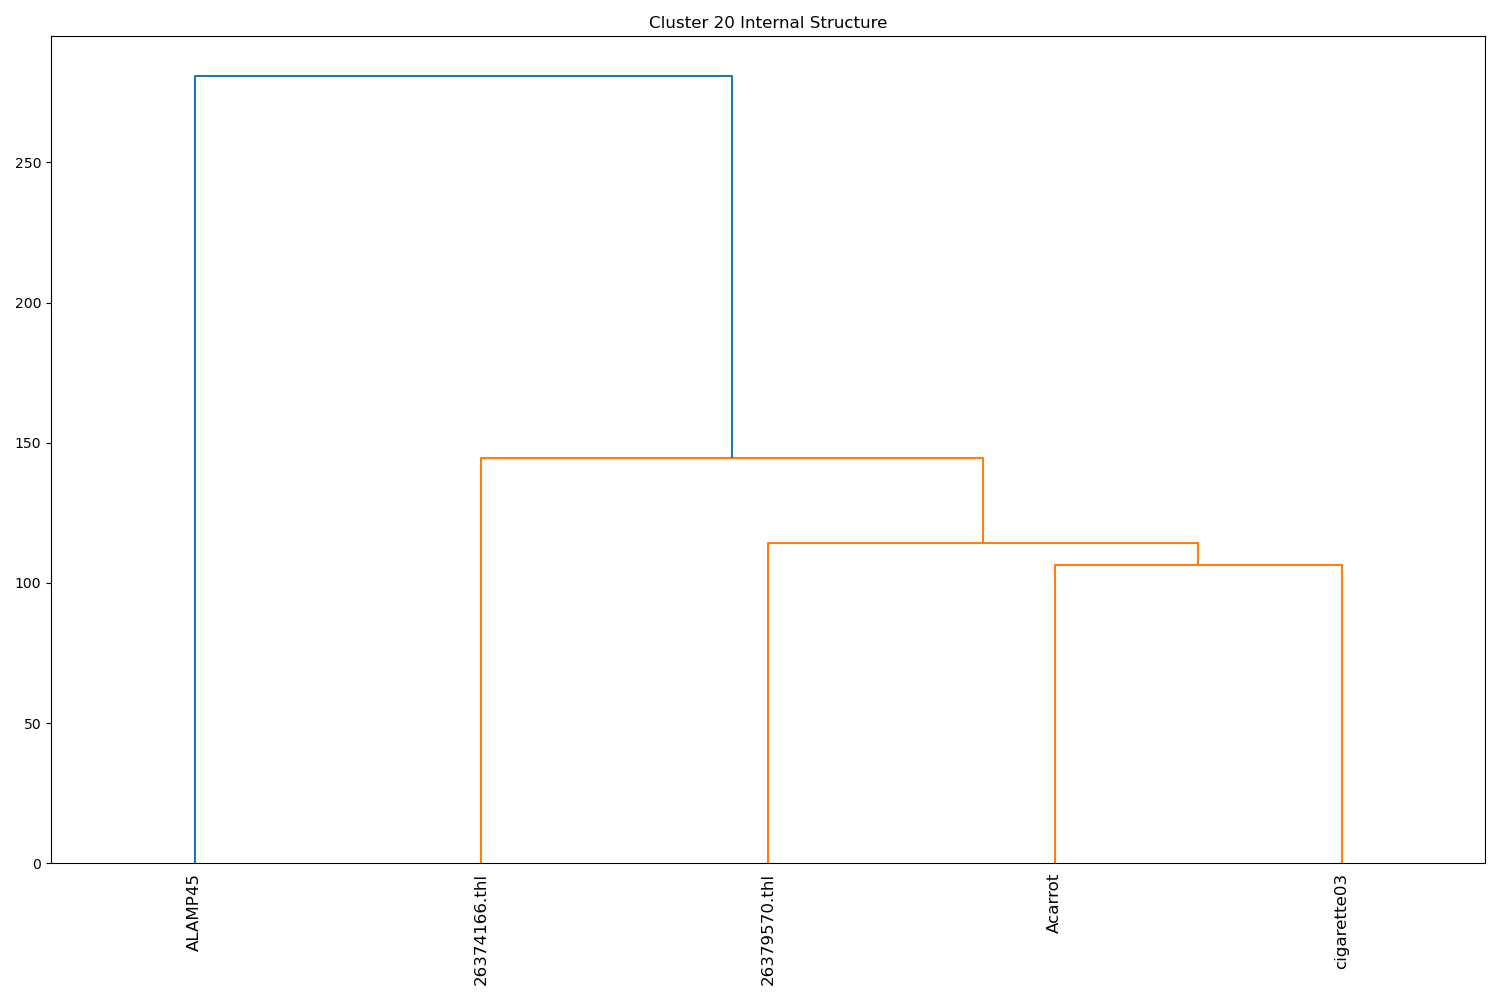 Cluster 20 Internal Structure
250
200
150
100
50
0
ALAMP45
26374166.thl
26379570.thl
Acarrot
cigarette03